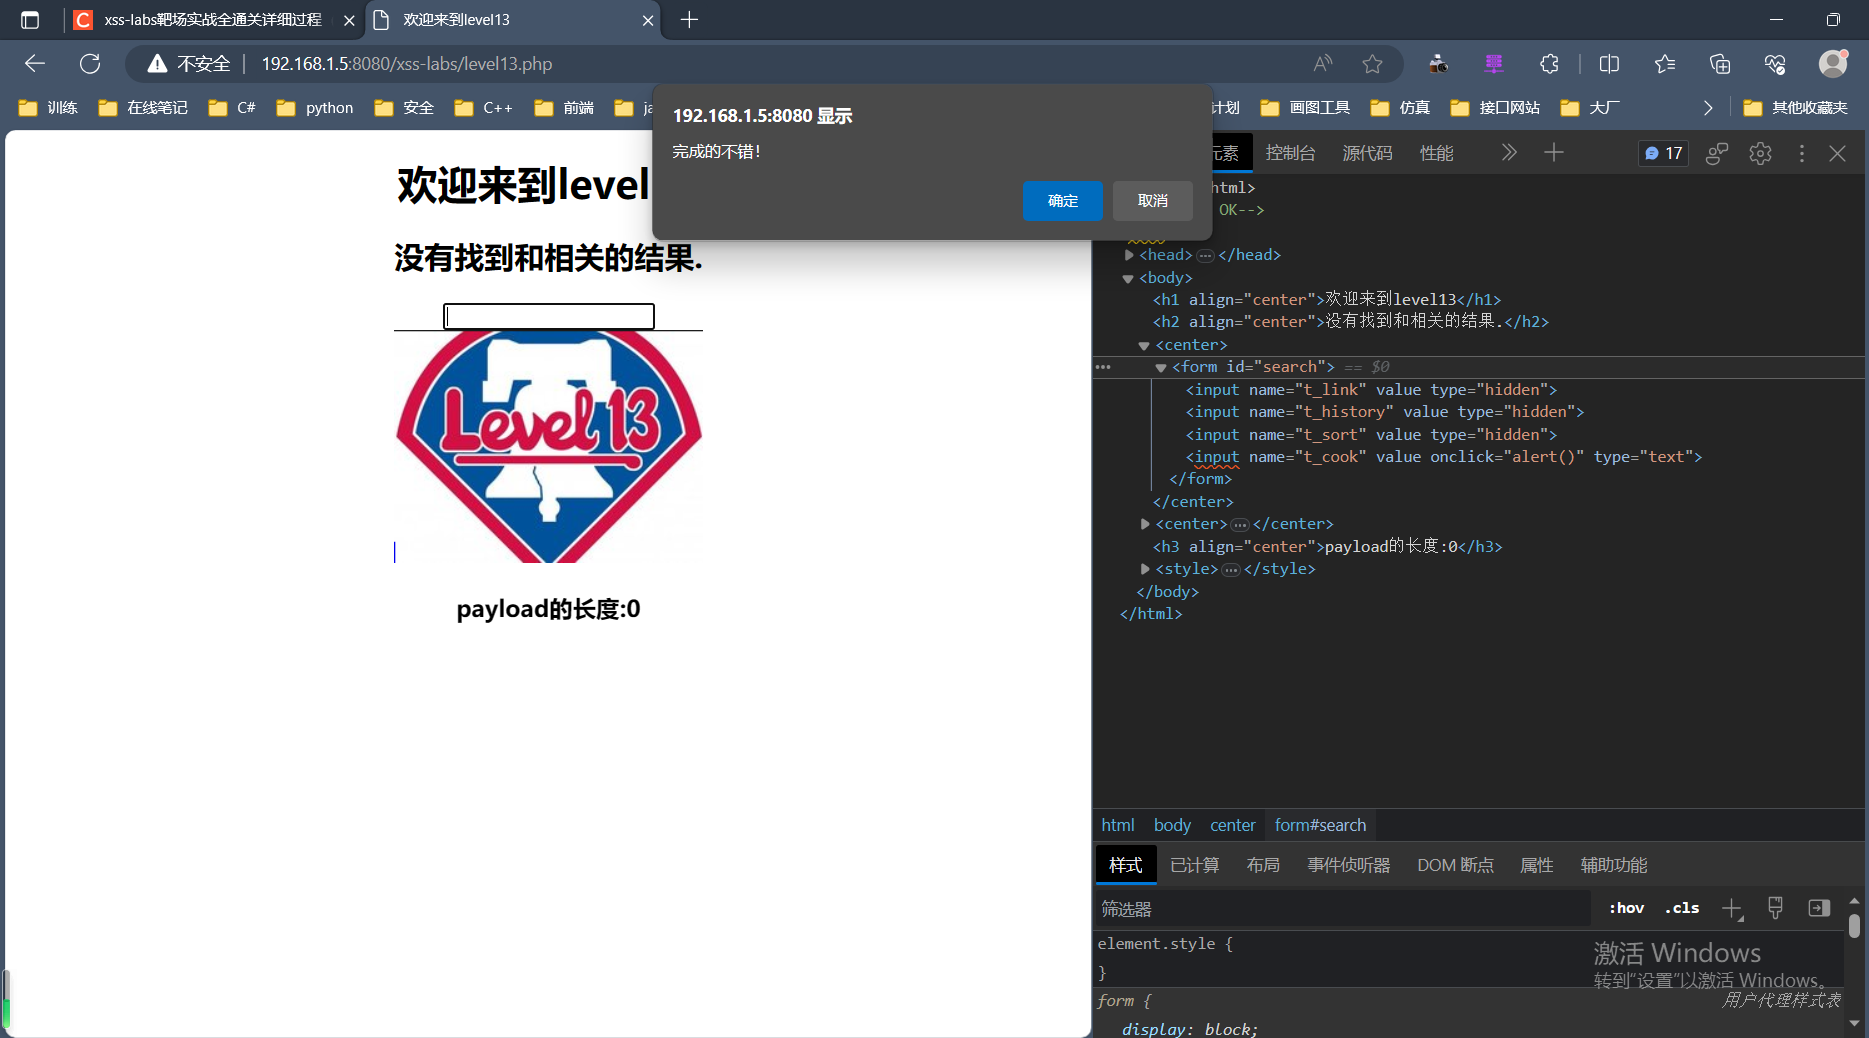 xss-labs靶场实战全通关详细过程
欢迎来到level13
不安全
192.168.1.5:8080/xss-labs/level13.php
训练
在线笔记
C#
python
安全
C++
前端
计划
画图工具
仿真
接口网站
大厂
其他收藏夹
192.168.1.5:8080 显示
完成的不错!
确定
取消
欢迎来到level
没有找到和相关的结果.
Level 13
payload的长度:0
元素
控制台
源代码
性能
17
html>
OK-->
<head>…</head>
<body>
<h1 align="center">欢迎来到level13</h1>
<h2 align="center">没有找到和相关的结果.</h2>
<center>
<form id="search"> == $0
<input name="t_link" value type="hidden">
<input name="t_history" value type="hidden">
<input name="t_sort" value type="hidden">
<input name="t_cook" value onclick="alert()" type="text">
</form>
</center>
<center>…</center>
<h3 align="center">payload的长度:0</h3>
<style>…</style>
</body>
</html>
html
body
center
form#search
样式
已计算
布局
事件侦听器
DOM 断点
属性
辅助功能
筛选器
:hov
.cls
element.style {
}
激活 Windows
转到"设置"以激活 Windows。
form {
用户代理样式表
display: block;